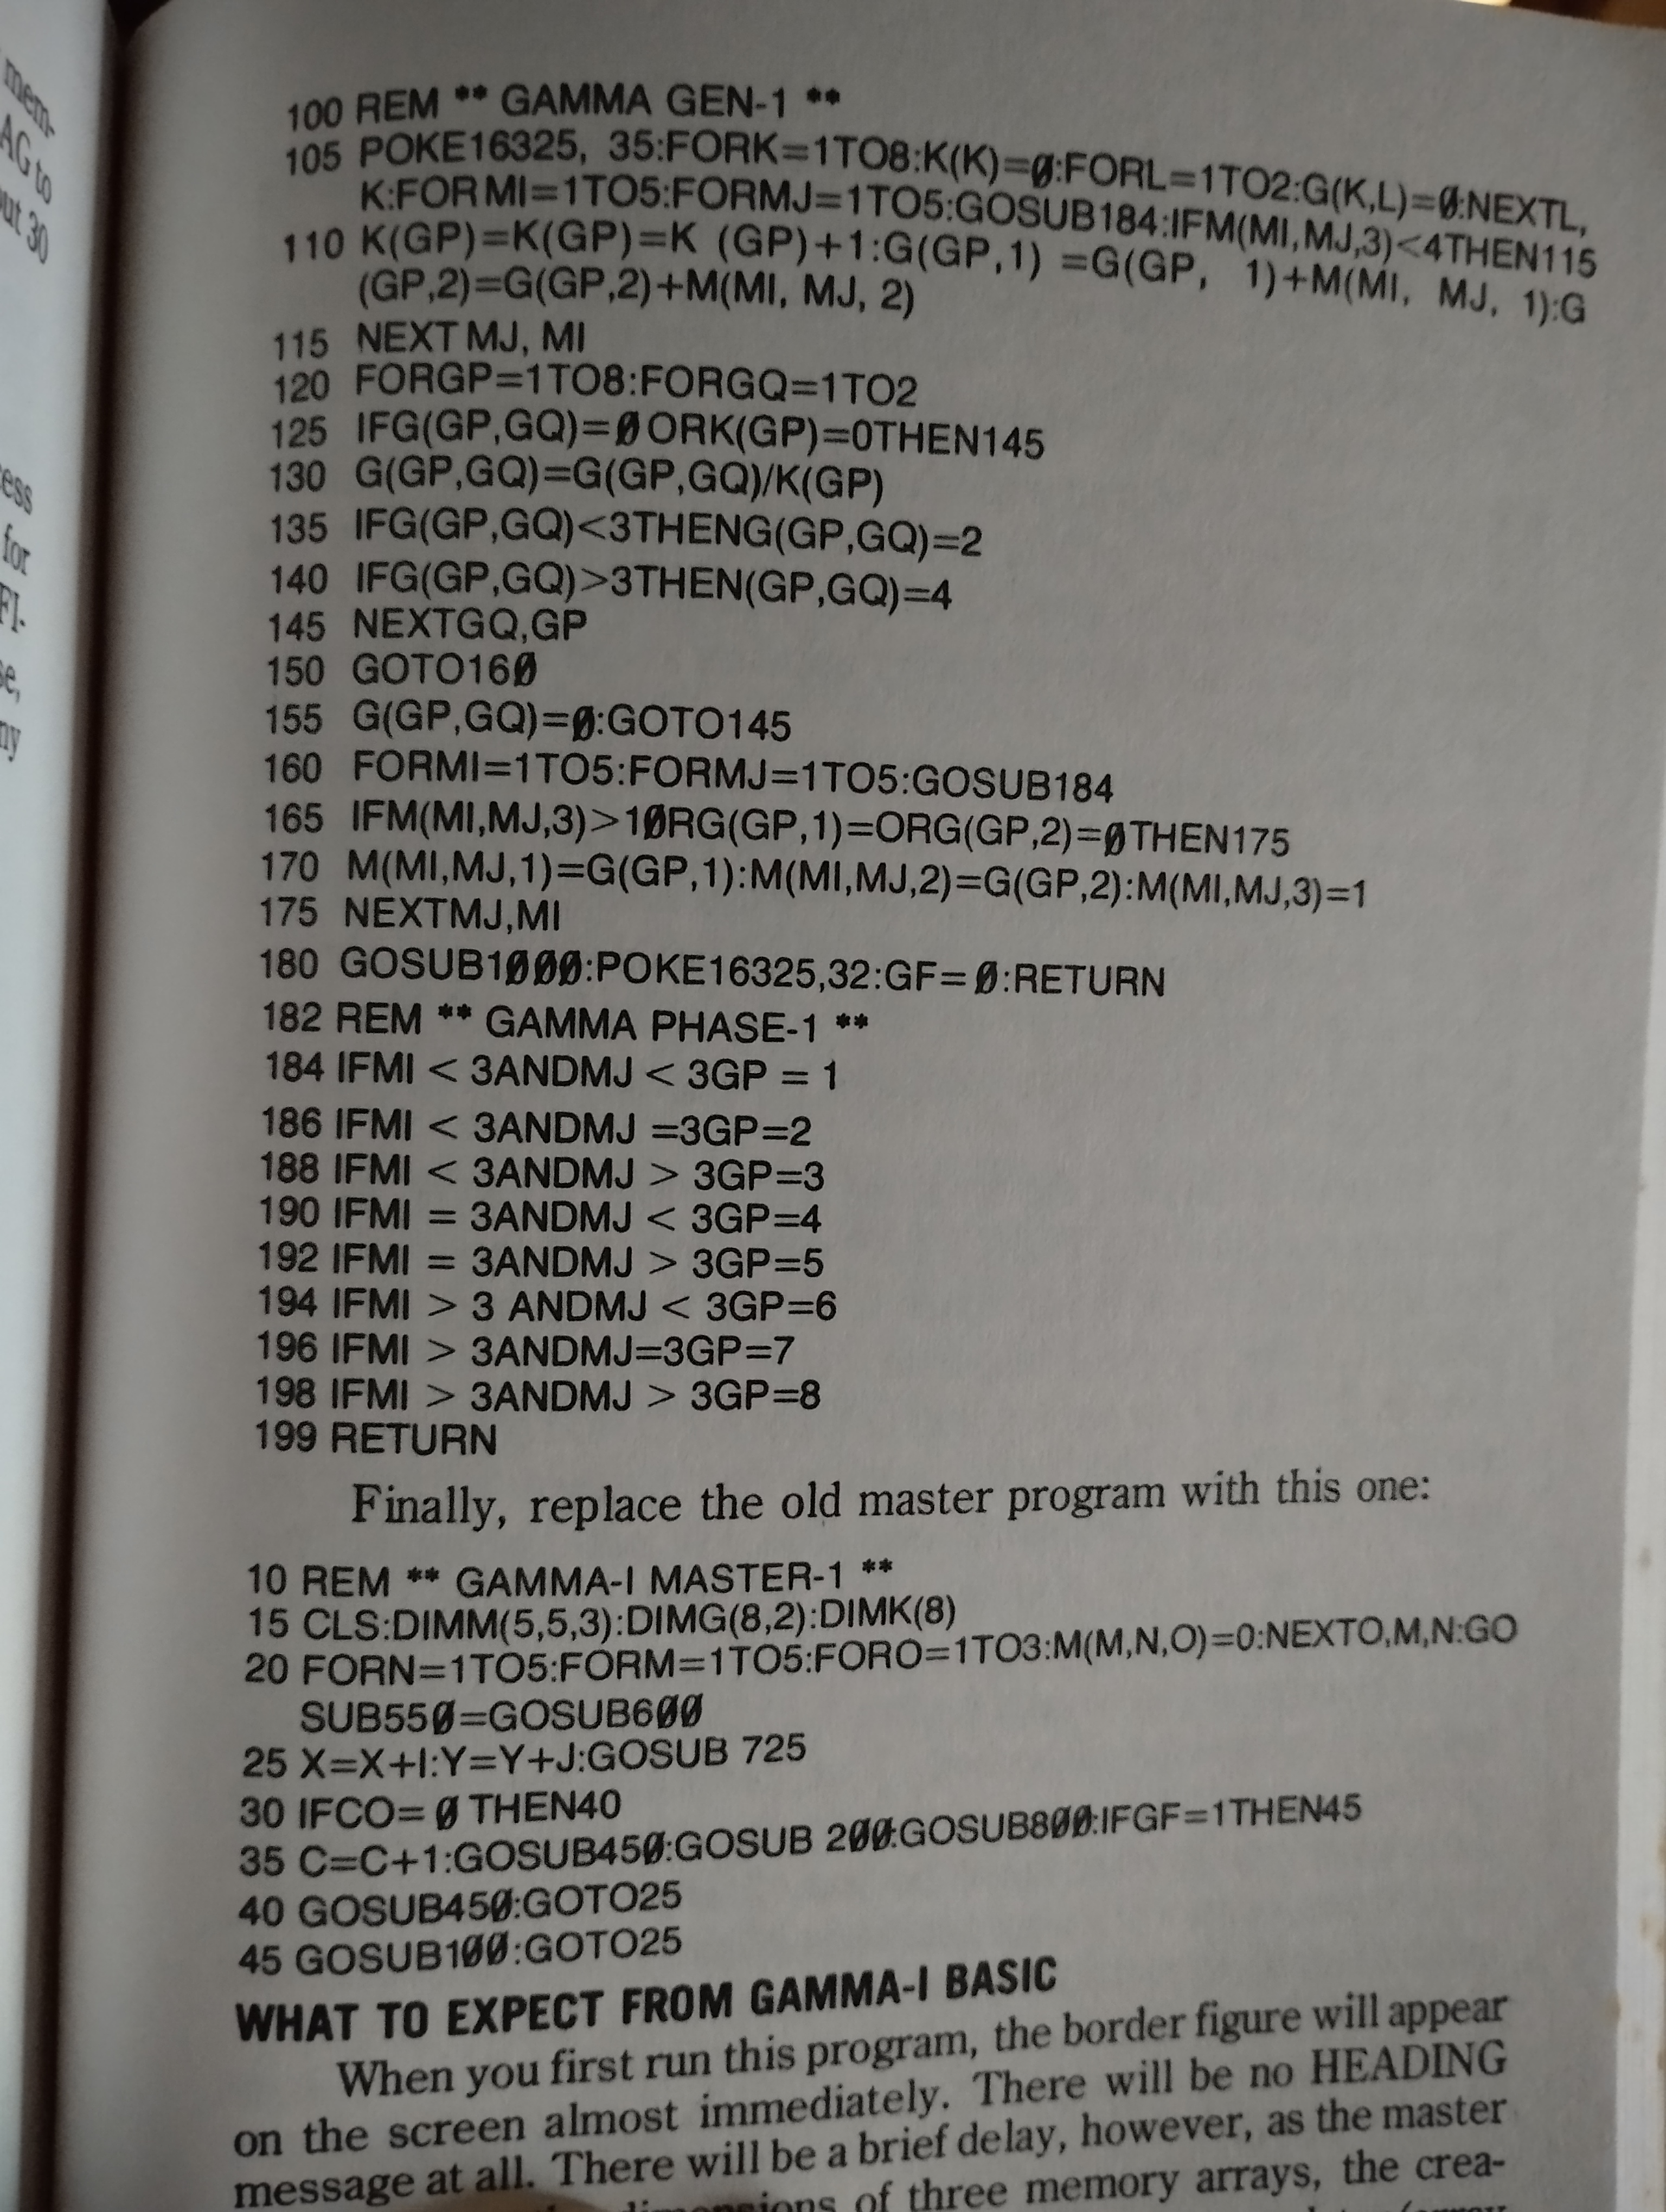 mem-
AG to
out 30
ess
for
FI-
se,
ny
100 REM ** GAMMA GEN-1 **
105 POKE16325, 35:FORK=1TO8:K(K)=Ø:FORL=1TO2:G(K,L)=Ø:NEXTL,
K:FORMI=1TO5:FORMJ=1TO5:GOSUB184:IFM(MI,MJ,3)<4THEN115
110 K(GP)=K(GP)=K (GP)+1:G(GP,1) =G(GP, 1)+M(MI, MJ, 1):G
(GP,2)=G(GP,2)+M(MI, MJ, 2)
115 NEXT MJ, MI
120 FORGP=1TO8:FORGQ=1TO2
125 IFG(GP,GQ)=ØORK(GP)=0THEN145
130 G(GP,GQ)=G(GP,GQ)/K(GP)
135 IFG(GP,GQ)<3THENG(GP,GQ)=2
140 IFG(GP,GQ)>3THEN(GP,GQ)=4
145 NEXTGQ,GP
150 GOTO16Ø
155 G(GP,GQ)=Ø:GOTO145
160 FORMI=1TO5:FORMJ=1TO5:GOSUB184
165 IFM(MI,MJ,3)>1ØRG(GP,1)=ORG(GP,2)=ØTHEN175
170 M(MI,MJ,1)=G(GP,1):M(MI,MJ,2)=G(GP,2):M(MI,MJ,3)=1
175 NEXTMJ,MI
180 GOSUB1ØØØ:POKE16325,32:GF=Ø:RETURN
182 REM ** GAMMA PHASE-1 **
184 IFMI < 3ANDMJ < 3GP = 1
186 IFMI < 3ANDMJ =3GP=2
188 IFMI < 3ANDMJ > 3GP=3
190 IFMI = 3ANDMJ < 3GP=4
192 IFMI = 3ANDMJ > 3GP=5
194 IFMI > 3 ANDMJ < 3GP=6
196 IFMI > 3ANDMJ=3GP=7
198 IFMI > 3ANDMJ > 3GP=8
199 RETURN
Finally, replace the old master program with this one:
10 REM ** GAMMA-I MASTER-1 **
15 CLS:DIMM(5,5,3):DIMG(8,2):DIMK(8)
20 FORN=1TO5:FORM=1TO5:FORO=1TO3:M(M,N,O)=0:NEXTO,M,N:GO
SUB55Ø=GOSUB6ØØ
25 X=X+I:Y=Y+J:GOSUB 725
30 IFCO= Ø THEN40
35 C=C+1:GOSUB45Ø:GOSUB 2ØØ:GOSUB8ØØ:IFGF=1THEN45
40 GOSUB45Ø:GOTO25
45 GOSUB1ØØ:GOTO25
WHAT TO EXPECT FROM GAMMA-I BASIC
When you first run this program, the border figure will appear
on the screen almost immediately. There will be no HEADING
message at all. There will be a brief delay, however, as the master
of three memory arrays, the crea-